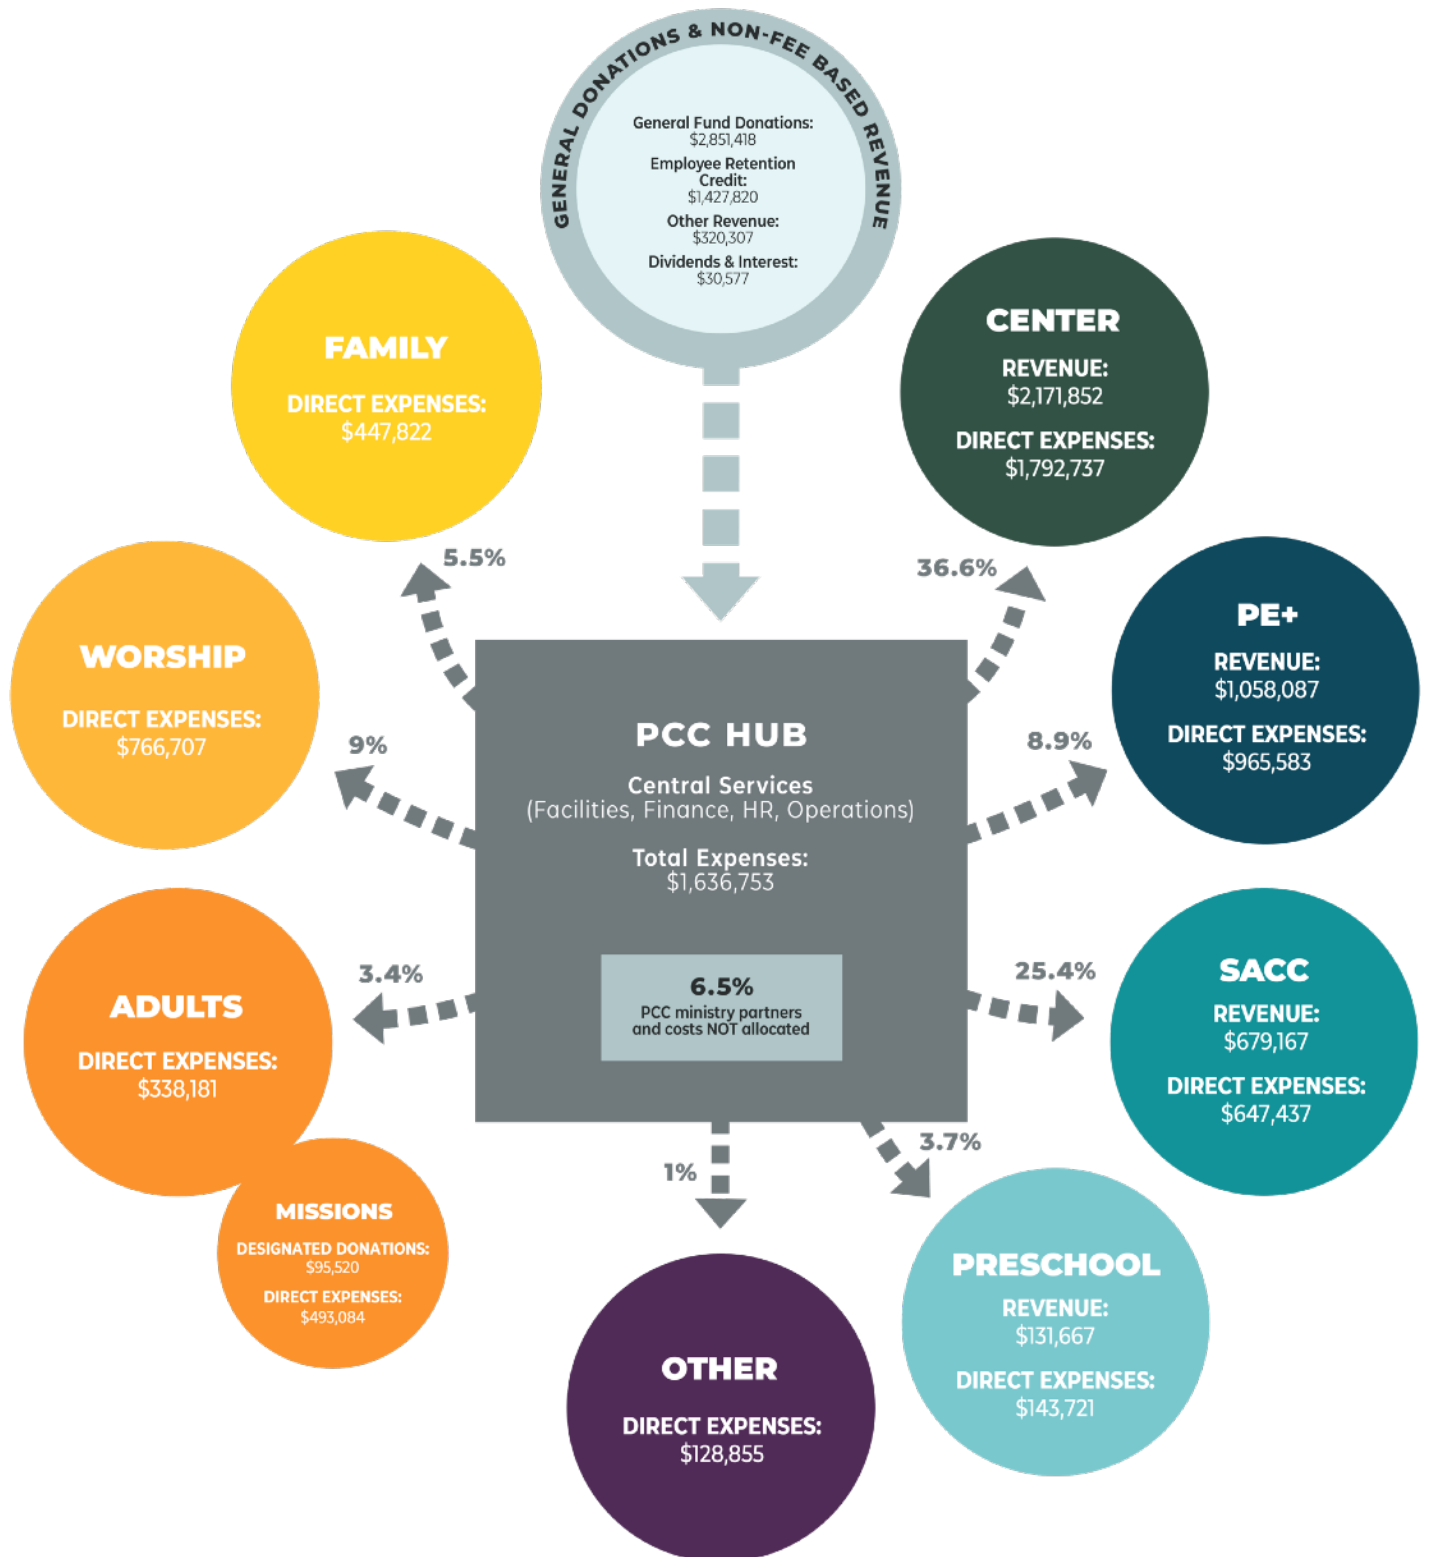 GENERAL DONATIONS & NON-FEE BASED REVENUE
General Fund Donations:
$2,851,418
Employee Retention
Credit:
$1,427,820
Other Revenue:
$320,307
Dividends & Interest:
$30,577
FAMILY
DIRECT EXPENSES:
$447,822
CENTER
REVENUE:
$2,171,852
DIRECT EXPENSES:
$1,792,737
5.5%
36.6%
WORSHIP
DIRECT EXPENSES:
$766,707
9%
PE+
REVENUE:
$1,058,087
DIRECT EXPENSES:
$965,583
8.9%
PCC HUB
Central Services
(Facilities, Finance, HR, Operations)
Total Expenses:
$1,636,753
6.5%
PCC ministry partners
and costs NOT allocated
3.4%
ADULTS
DIRECT EXPENSES:
$338,181
25.4%
SACC
REVENUE:
$679,167
DIRECT EXPENSES:
$647,437
MISSIONS
DESIGNATED DONATIONS:
$95,520
DIRECT EXPENSES:
$493,084
1%
3.7%
OTHER
DIRECT EXPENSES:
$128,855
PRESCHOOL
REVENUE:
$131,667
DIRECT EXPENSES:
$143,721